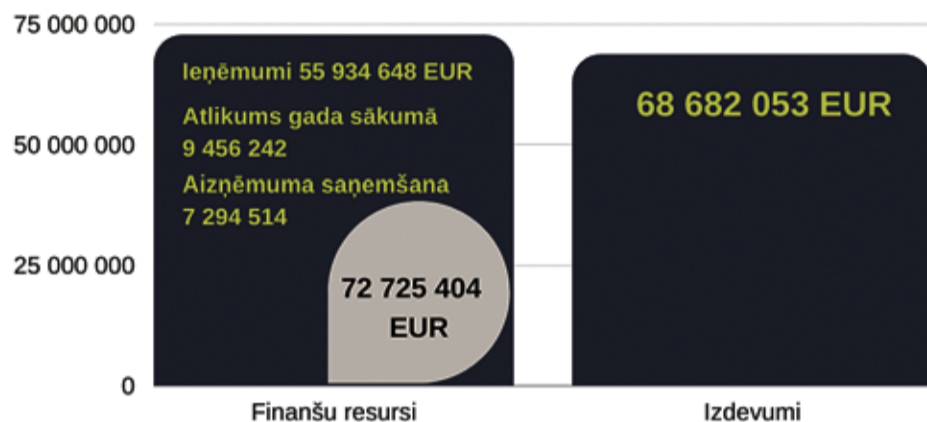 75 000 000
50 000 000
25 000 000
0
Ieņēmumi 55 934 648 EUR
Atlikums gada sākumā
9 456 242
Aizņēmuma saņemšana
7 294 514
72 725 404
EUR
68 682 053 EUR
Finanšu resursi
Izdevumi